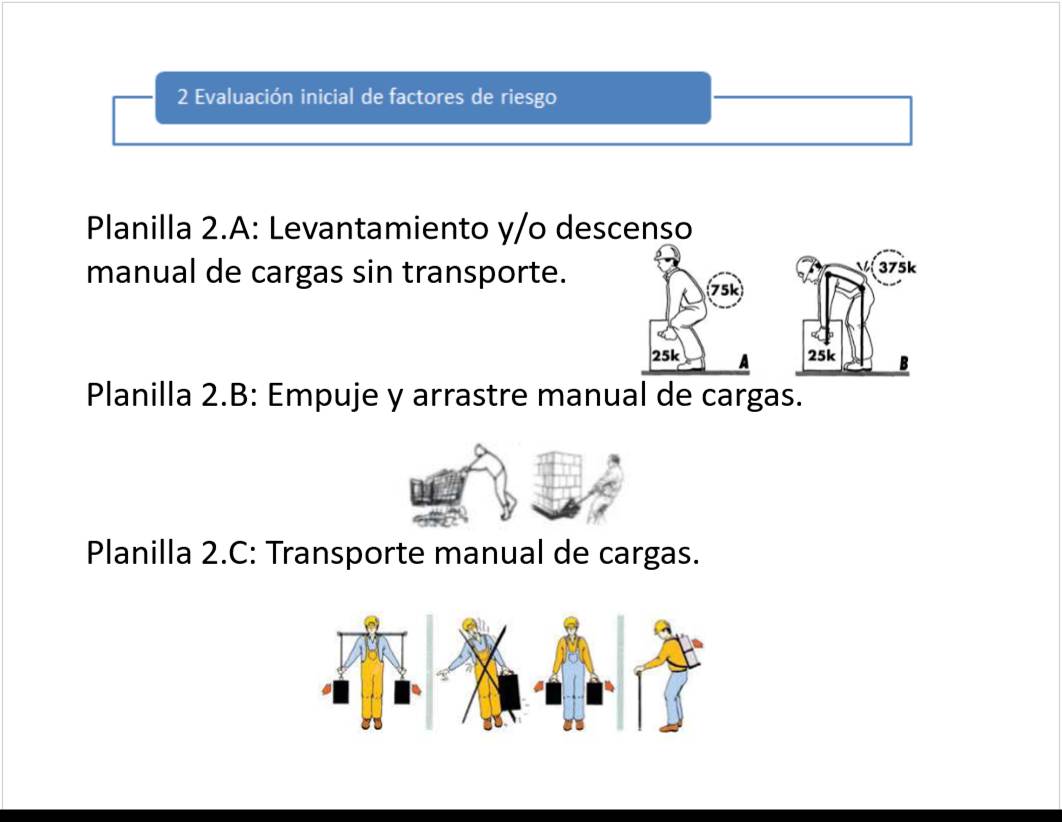 2 Evaluación inicial de factores de riesgo
Planilla 2.A: Levantamiento y/o descenso
manual de cargas sin transporte.
75k
375k
25k
A
25k
B
Planilla 2.B: Empuje y arrastre manual de cargas.
Planilla 2.C: Transporte manual de cargas.